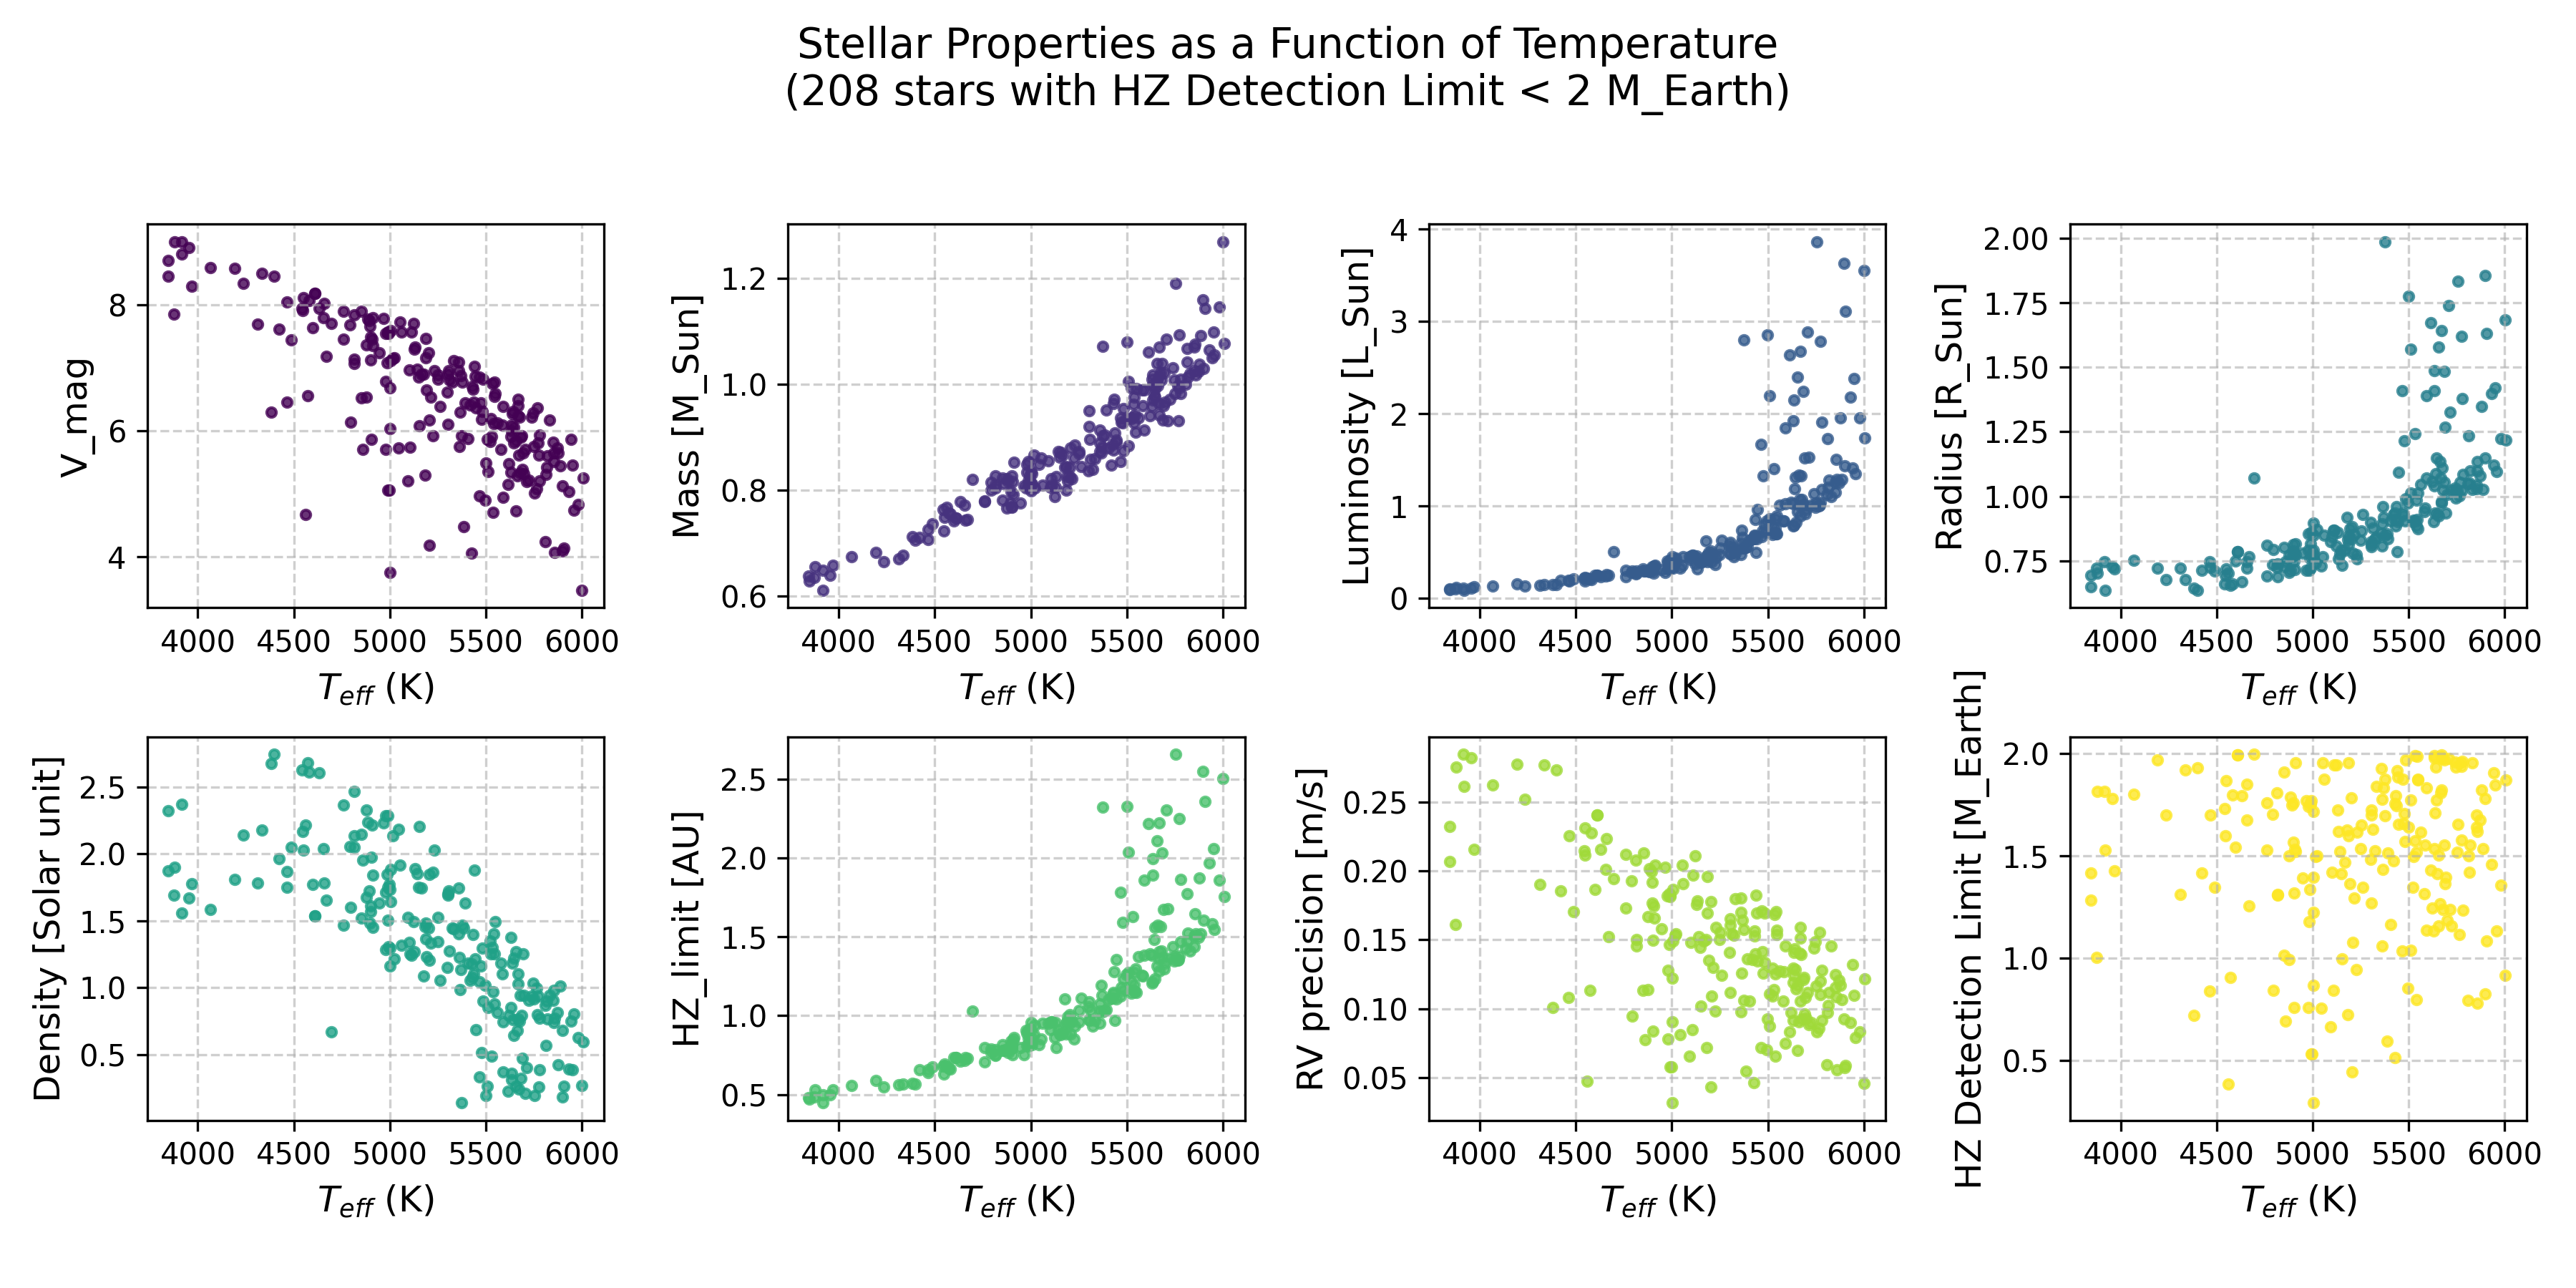 Stellar Properties as a Function of Temperature
(208 stars with HZ Detection Limit < 2 M_Earth)
V_mag
8
6
4
4000 4500 5000 5500 6000
T_eff (K)
Mass [M_Sun]
1.2
1.0
0.8
0.6
4000 4500 5000 5500 6000
T_eff (K)
Luminosity [L_Sun]
4
3
2
1
0
4000 4500 5000 5500 6000
T_eff (K)
Radius [R_Sun]
2.00
1.75
1.50
1.25
1.00
0.75
4000 4500 5000 5500 6000
T_eff (K)
Density [Solar unit]
2.5
2.0
1.5
1.0
0.5
4000 4500 5000 5500 6000
T_eff (K)
HZ_limit [AU]
2.5
2.0
1.5
1.0
0.5
4000 4500 5000 5500 6000
T_eff (K)
RV precision [m/s]
0.25
0.20
0.15
0.10
0.05
4000 4500 5000 5500 6000
T_eff (K)
HZ Detection Limit [M_Earth]
2.0
1.5
1.0
0.5
4000 4500 5000 5500 6000
T_eff (K)